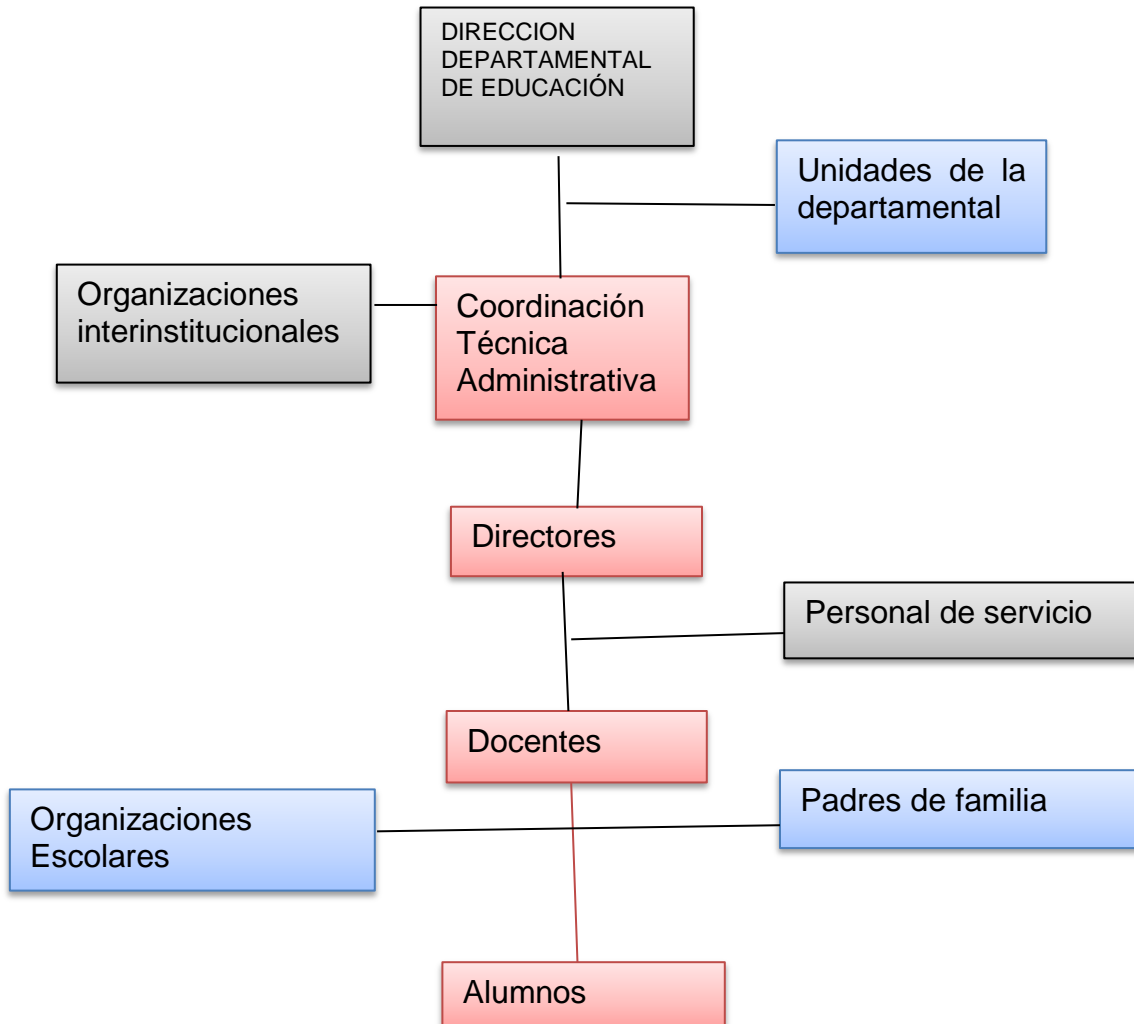 DIRECCION
DEPARTAMENTAL
DE EDUCACIÓN
Unidades de la
departamental
Organizaciones
interinstitucionales
Coordinación
Técnica
Administrativa
Directores
Personal de servicio
Docentes
Padres de familia
Organizaciones
Escolares
Alumnos